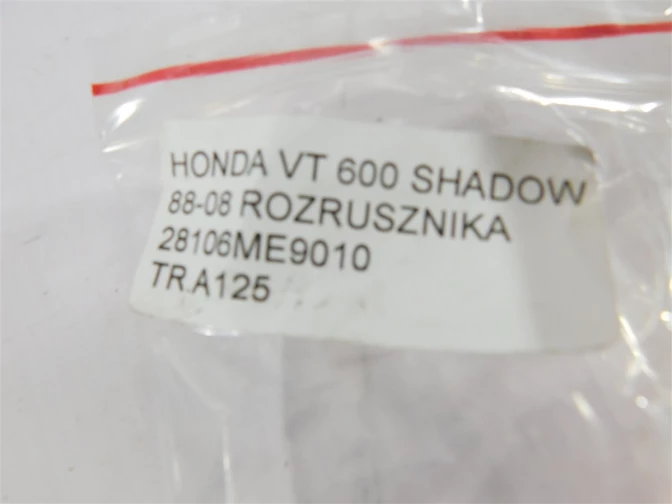 HONDA VT 600 SHADOW
88-08 ROZRUSZNIKA
28106ME9010
TR.A125